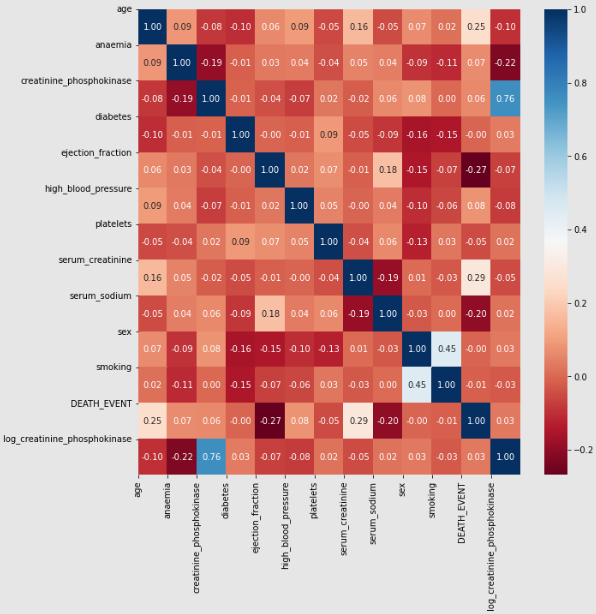 age
1.00 0.09 -0.08 -0.10 0.06 0.09 -0.05 0.16 -0.05 0.07 0.02 0.25 -0.10
anaemia
0.09 1.00 -0.19 -0.01 0.03 0.04 -0.04 0.05 0.04 -0.09 -0.11 0.07 -0.22
creatinine_phosphokinase
-0.08 -0.19 1.00 -0.01 -0.04 -0.07 0.02 -0.02 0.06 0.08 0.00 0.06 0.76
diabetes
-0.10 -0.01 -0.01 1.00 -0.00 -0.01 0.09 -0.05 -0.09 -0.16 -0.15 -0.00 0.03
ejection_fraction
0.06 0.03 -0.04 -0.00 1.00 0.02 0.07 -0.01 0.18 -0.15 -0.07 -0.27 -0.07
high_blood_pressure
0.09 0.04 -0.07 -0.01 0.02 1.00 0.05 -0.00 0.04 -0.10 -0.06 0.08 -0.08
platelets
-0.05 -0.04 0.02 0.09 0.07 0.05 1.00 -0.04 0.06 -0.13 0.03 -0.05 0.02
serum_creatinine
0.16 0.05 -0.02 -0.05 -0.01 -0.00 -0.04 1.00 -0.19 0.01 -0.03 0.29 -0.05
serum_sodium
-0.05 0.04 0.06 -0.09 0.18 0.04 0.06 -0.19 1.00 -0.03 0.00 -0.20 0.02
sex
0.07 -0.09 0.08 -0.16 -0.15 -0.10 -0.13 0.01 -0.03 1.00 0.45 -0.00 0.03
smoking
0.02 -0.11 0.00 -0.15 -0.07 -0.06 0.03 -0.03 0.00 0.45 1.00 -0.01 -0.03
DEATH_EVENT
0.25 0.07 0.06 -0.00 -0.27 0.08 -0.05 0.29 -0.20 -0.00 -0.01 1.00 0.03
log_creatinine_phosphokinase
-0.10 -0.22 0.76 0.03 -0.07 -0.08 0.02 -0.05 0.02 0.03 -0.03 0.03 1.00
age
anaemia
creatinine_phosphokinase
diabetes
ejection_fraction
high_blood_pressure
platelets
serum_creatinine
serum_sodium
sex
smoking
DEATH_EVENT
log_creatinine_phosphokinase
1.0
0.8
0.6
0.4
0.2
0.0
-0.2